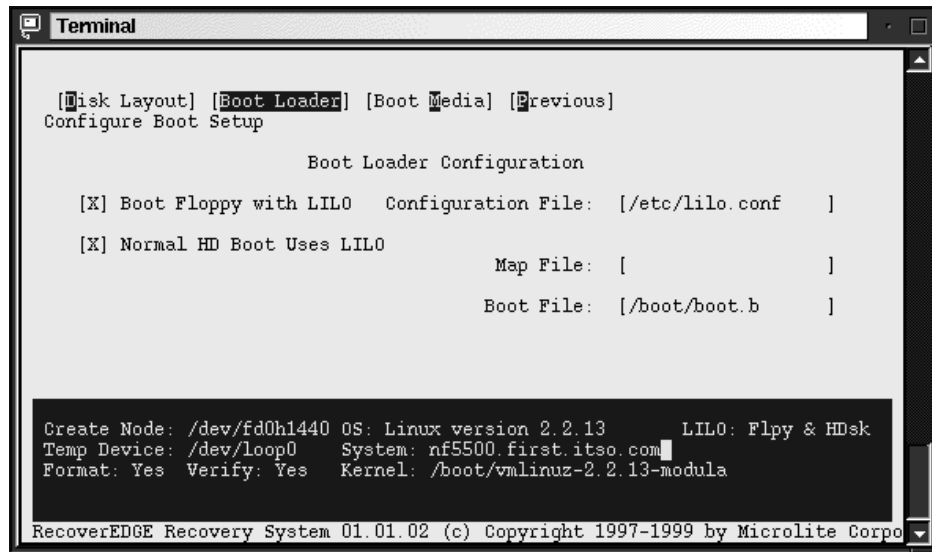 Terminal
[Disk Layout] [Boot Loader] [Boot Media] [Previous]
Configure Boot Setup
Boot Loader Configuration
[X] Boot Floppy with LILO Configuration File: [/etc/lilo.conf ]
[X] Normal HD Boot Uses LILO
Map File: [ ]
Boot File: [/boot/boot.b ]
Create Node: /dev/fd0h1440 OS: Linux version 2.2.13 LILO: Flpy & HDsk
Temp Device: /dev/loop0 System: nf5500.first.itso.com
Format: Yes Verify: Yes Kernel: /boot/vmlinuz-2.2.13-modula
RecoverEDGE Recovery System 01.01.02 (c) Copyright 1997-1999 by Microlite Corpo